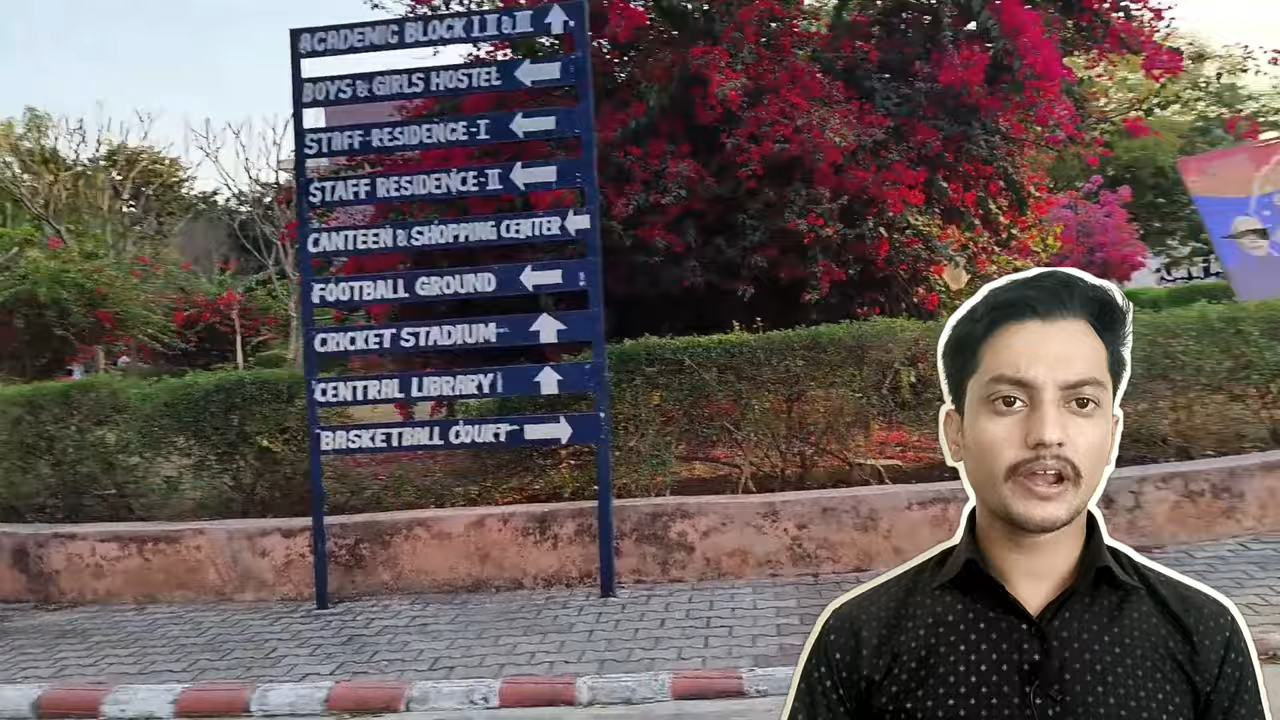 ACADEMIC BLOCK I, II & III
BOYS & GIRLS HOSTEL
STAFF RESIDENCE-I
STAFF RESIDENCE-II
CANTEEN & SHOPPING CENTER
FOOTBALL GROUND
CRICKET STADIUM
CENTRAL LIBRARY
BASKETBALL COURT